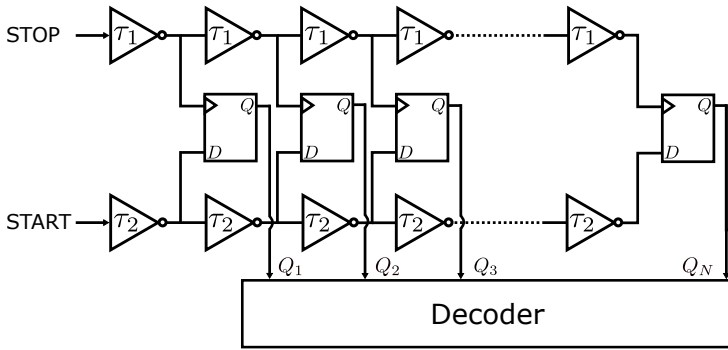 STOP τ1 τ1 τ1 τ1 τ1
Q Q Q Q
D D D D
START τ2 τ2 τ2 τ2 τ2
Q1 Q2 Q3 QN
Decoder